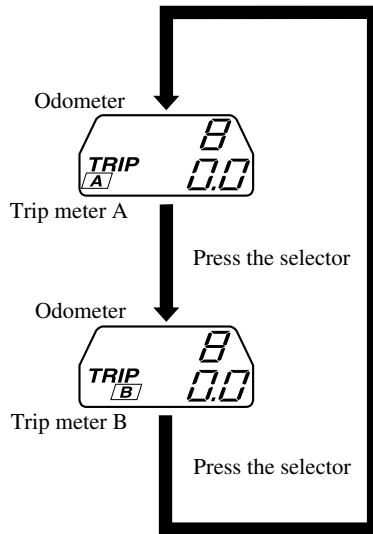 Odometer
8
TRIP
A 0.0
Trip meter A
Press the selector
Odometer
8
TRIP
B 0.0
Trip meter B
Press the selector